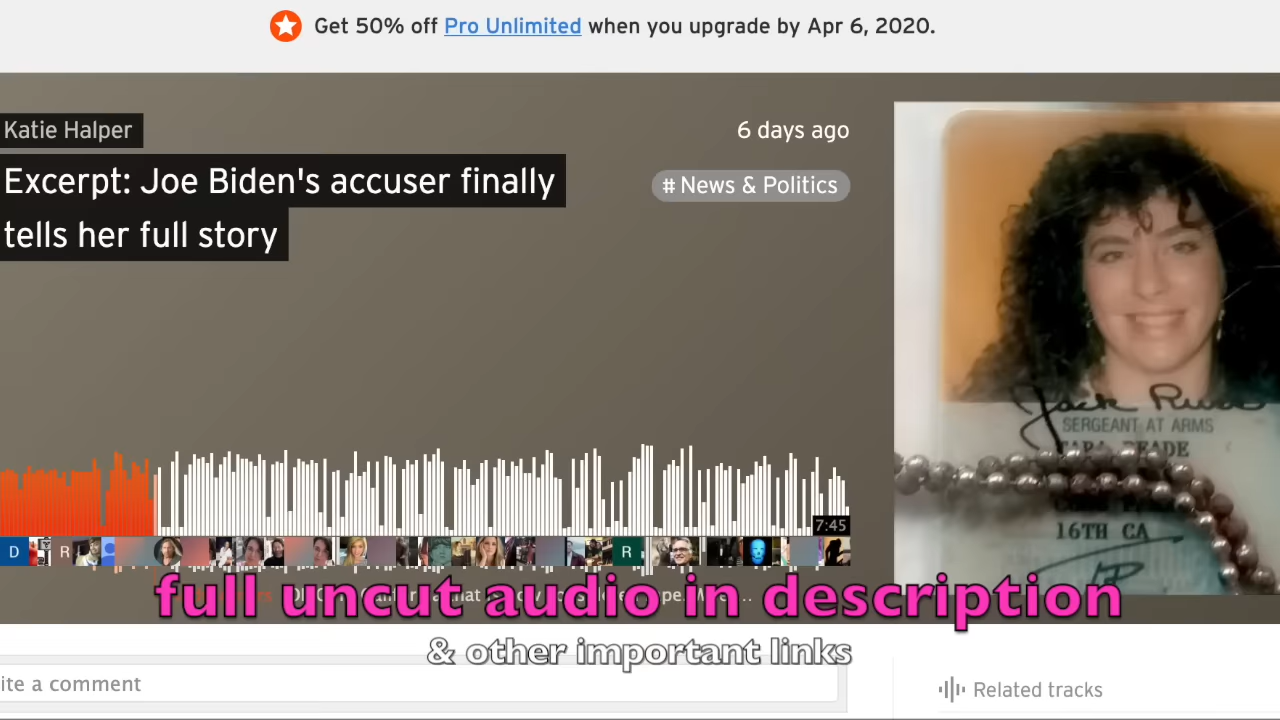 Get 50% off Pro Unlimited when you upgrade by Apr 6, 2020.
Katie Halper
6 days ago
Excerpt: Joe Biden's accuser finally
tells her full story
# News & Politics
SERGEANT AT ARMS
16TH CA
7:45
D
R
R
full uncut audio in description
& other important links
ite a comment
Related tracks